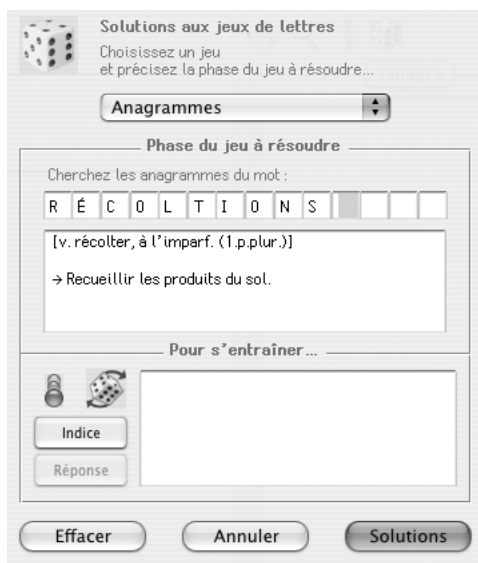 Solutions aux jeux de lettres
Choisissez un jeu
et précisez la phase du jeu à résoudre...
Anagrammes
Phase du jeu à résoudre
Cherchez les anagrammes du mot :
R É C O L T I O N S
[v. récolter, à l'imparf. (1.p.plur.)]
→ Recueillir les produits du sol.
Pour s'entraîner...
Indice
Réponse
Effacer
Annuler
Solutions